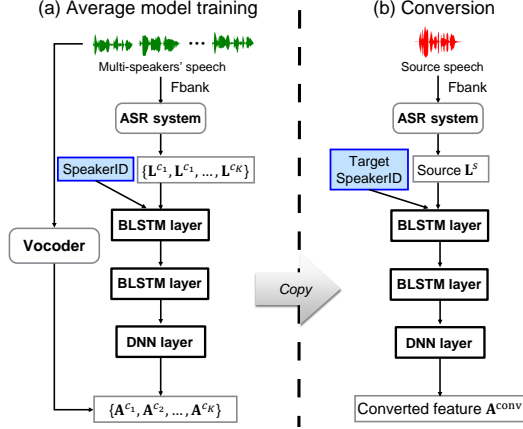 (a) Average model training
(b) Conversion
...
Multi-speakers' speech
Source speech
Fbank
Fbank
ASR system
ASR system
SpeakerID
{𝐋^{c_1}, 𝐋^{c_1}, ..., 𝐋^{c_K}}
Target
SpeakerID
Source 𝐋^S
BLSTM layer
BLSTM layer
Vocoder
BLSTM layer
Copy
BLSTM layer
DNN layer
DNN layer
{𝐀^{c_1}, 𝐀^{c_2}, ..., 𝐀^{c_K}}
Converted feature 𝐀^{conv}